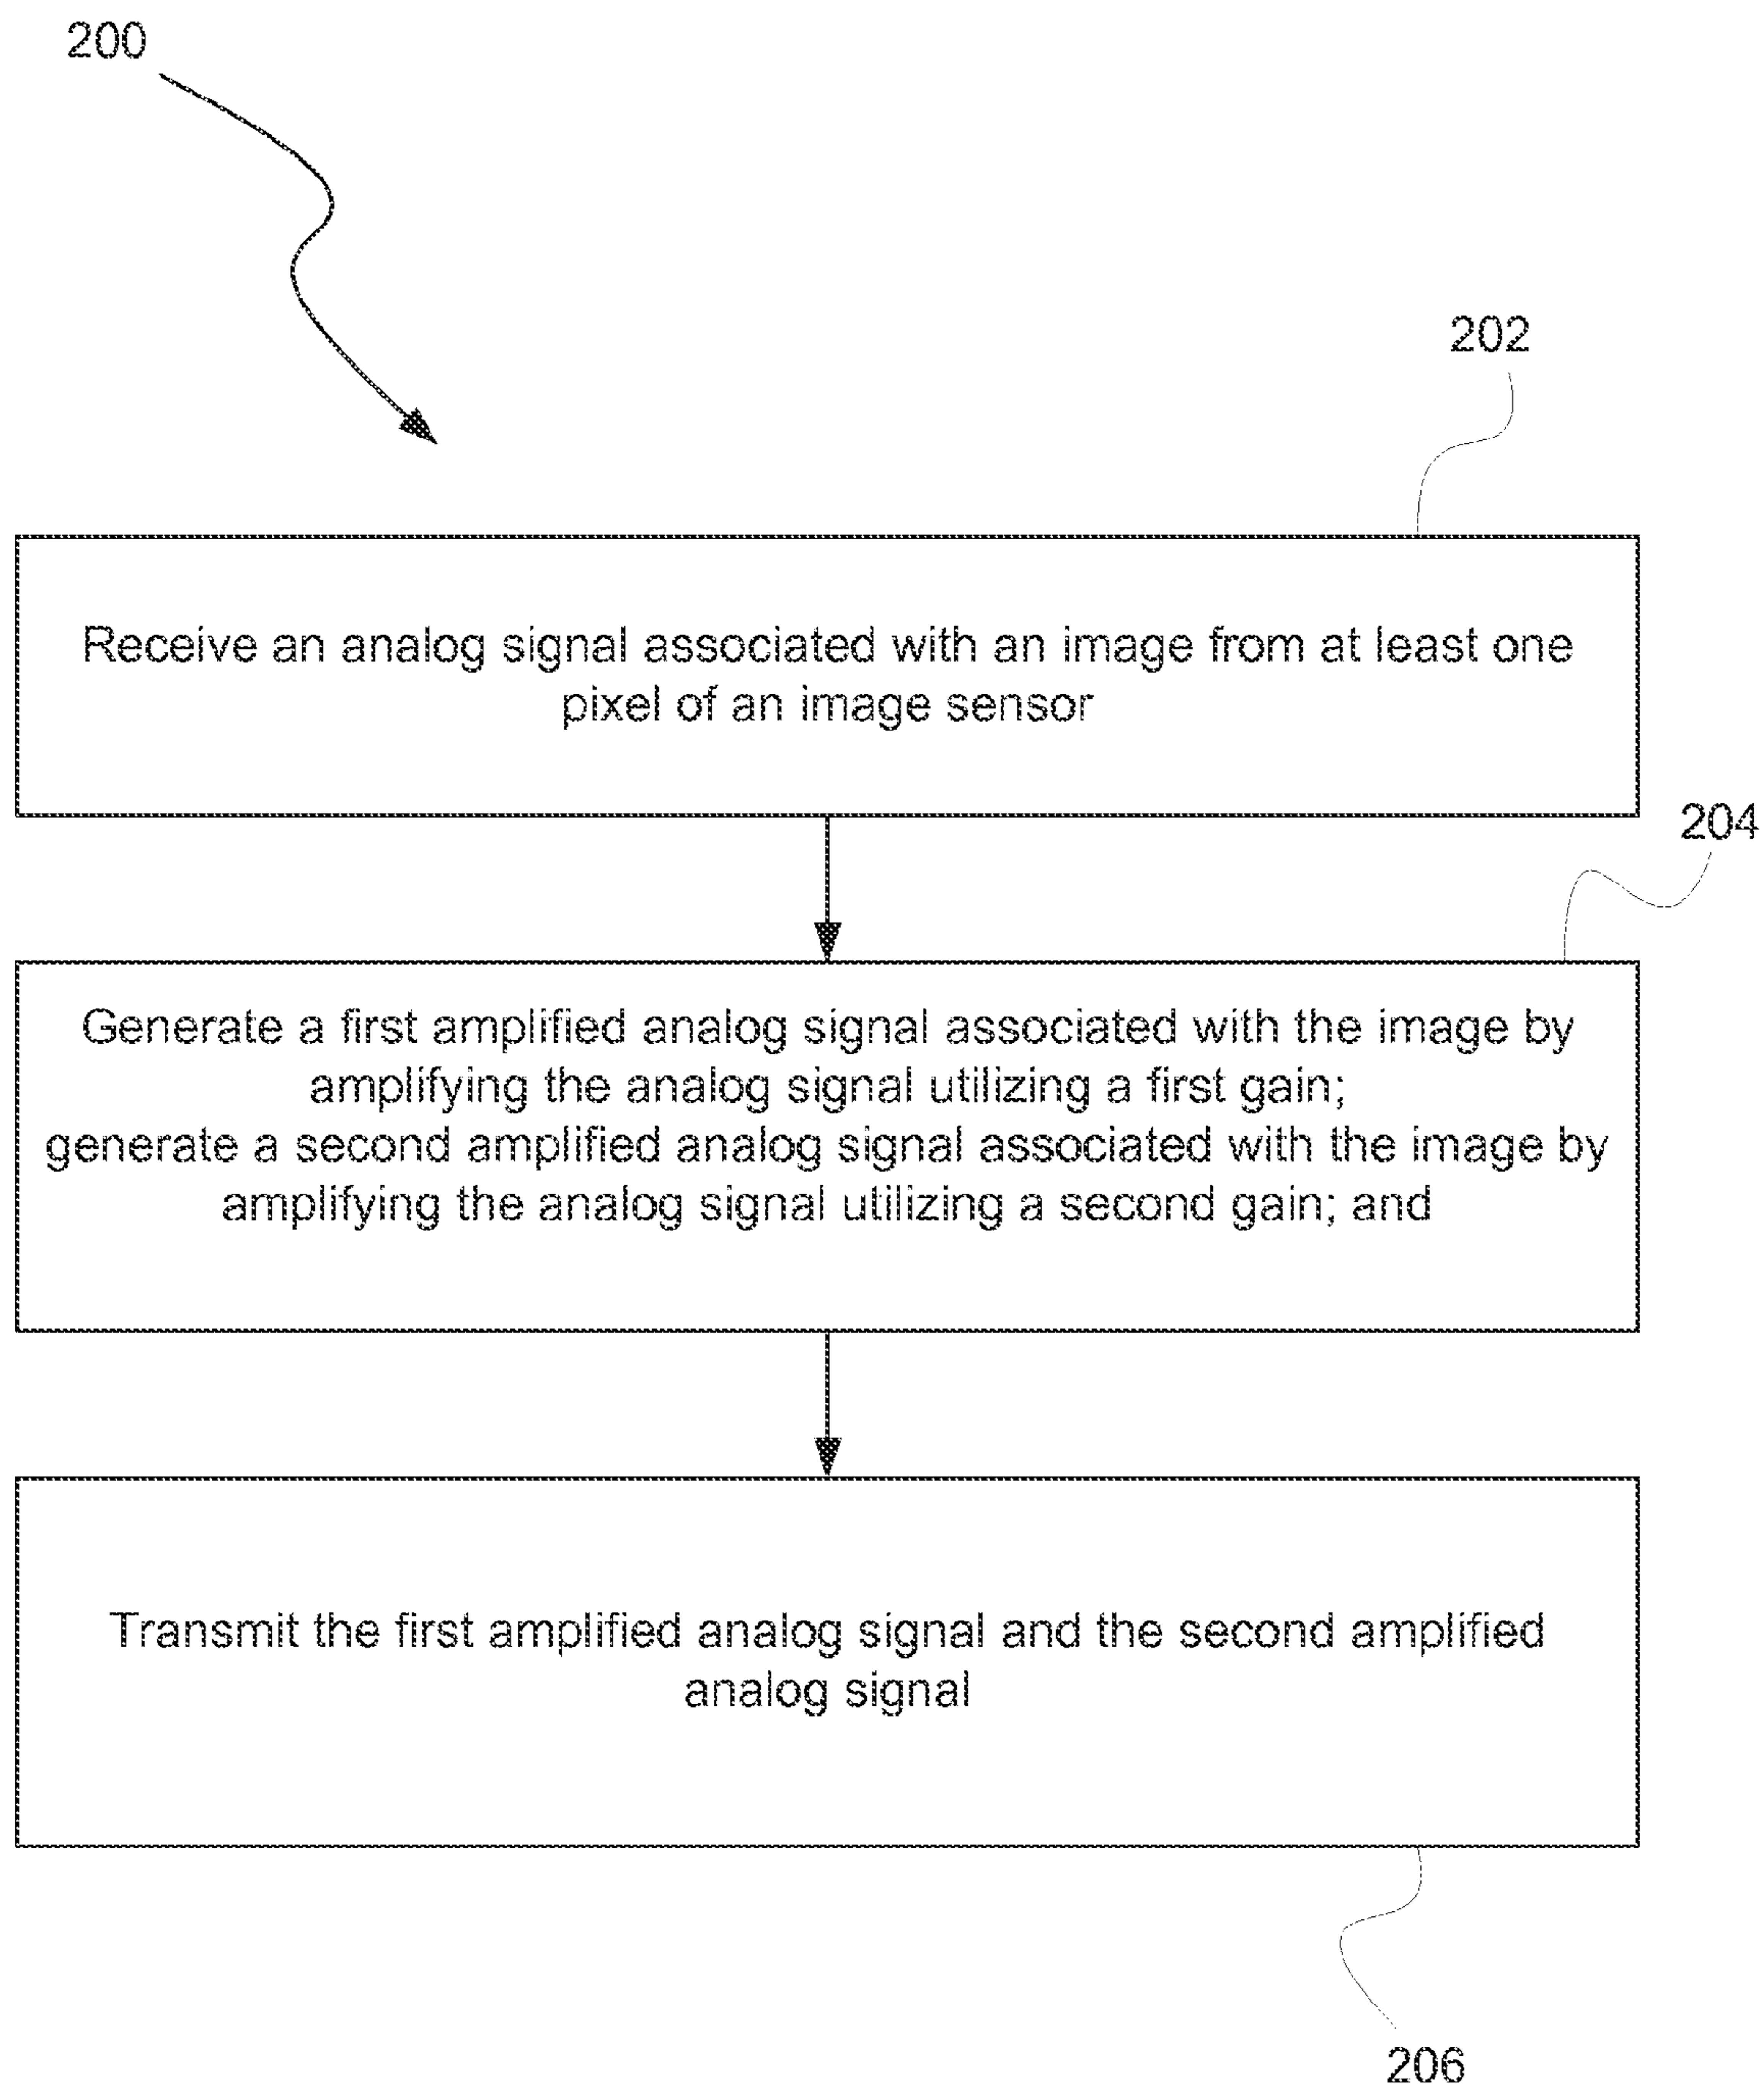 200
202
Receive an analog signal associated with an image from at least one
pixel of an image sensor
204
Generate a first amplified analog signal associated with the image by
amplifying the analog signal utilizing a first gain;
generate a second amplified analog signal associated with the image by
amplifying the analog signal utilizing a second gain; and
Transmit the first amplified analog signal and the second amplified
analog signal
206